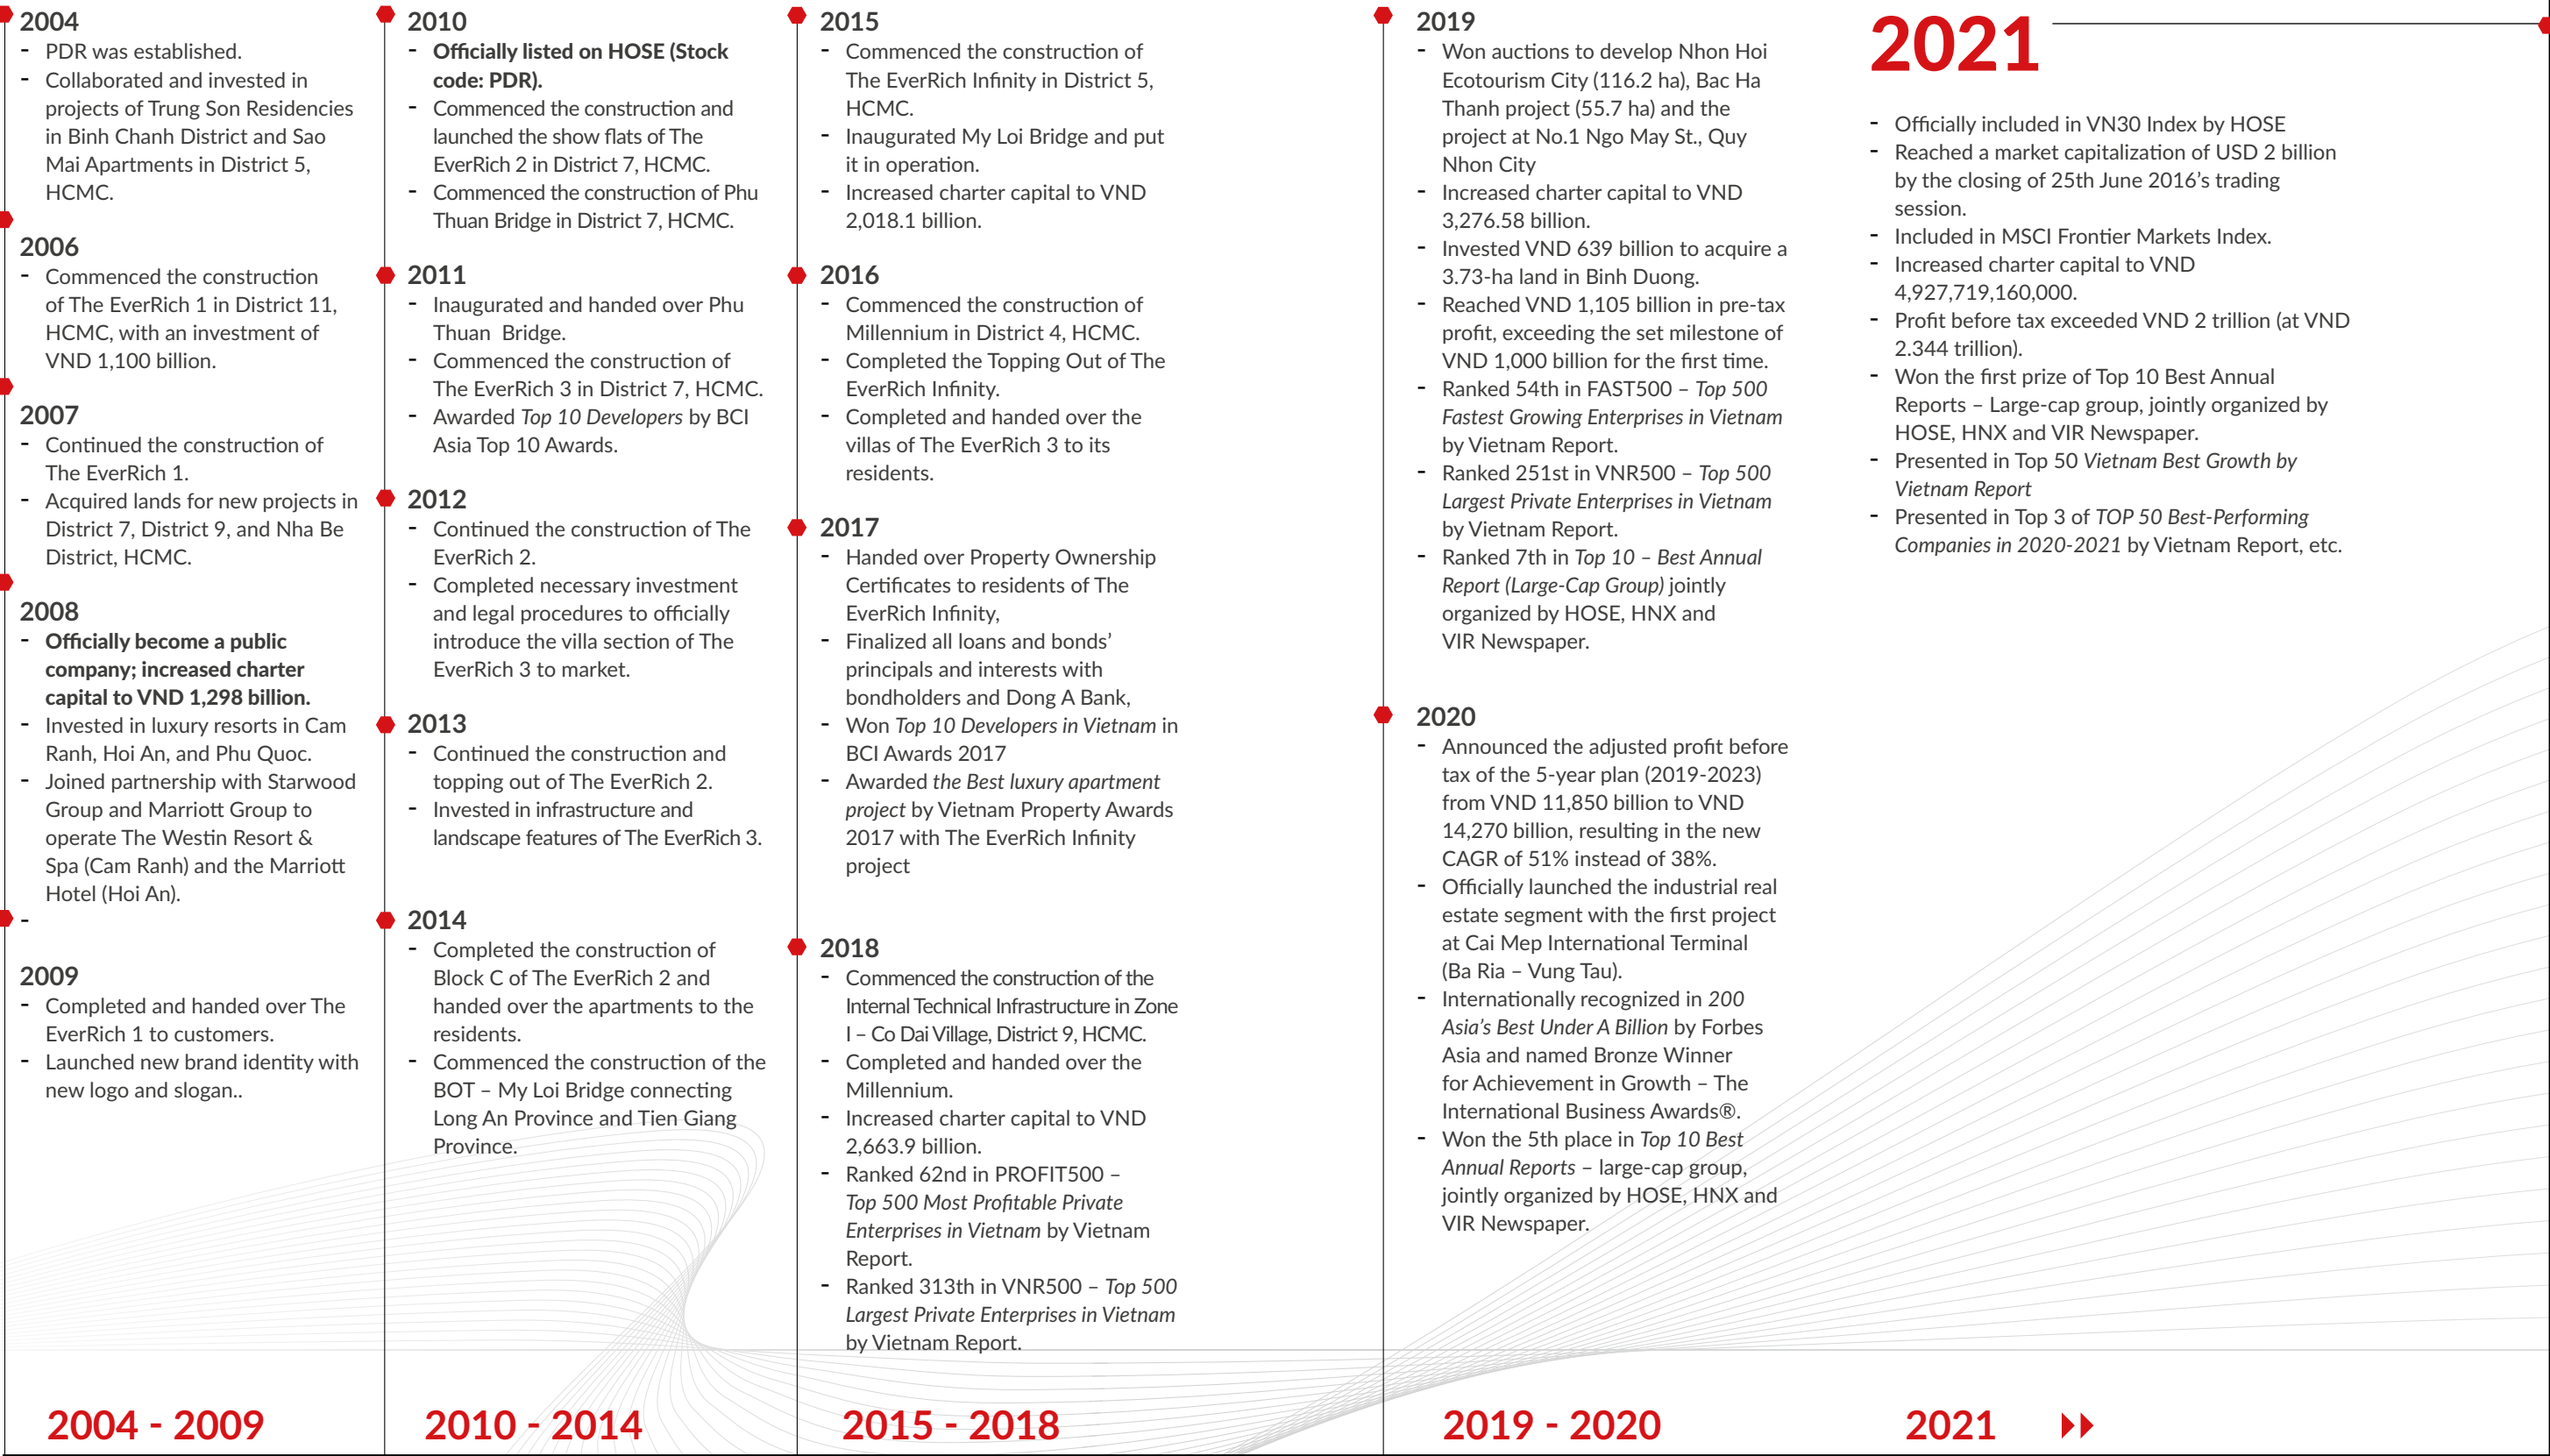 2004
- PDR was established.
- Collaborated and invested in
projects of Trung Son Residencies
in Binh Chanh District and Sao
Mai Apartments in District 5,
HCMC.
2006
- Commenced the construction
of The EverRich 1 in District 11,
HCMC, with an investment of
VND 1,100 billion.
2007
- Continued the construction of
The EverRich 1.
- Acquired lands for new projects in
District 7, District 9, and Nha Be
District, HCMC.
2008
- Officially become a public
company; increased charter
capital to VND 1,298 billion.
- Invested in luxury resorts in Cam
Ranh, Hoi An, and Phu Quoc.
- Joined partnership with Starwood
Group and Marriott Group to
operate The Westin Resort &
Spa (Cam Ranh) and the Marriott
Hotel (Hoi An).
-
2009
- Completed and handed over The
EverRich 1 to customers.
- Launched new brand identity with
new logo and slogan..
2004 - 2009
2010
- Officially listed on HOSE (Stock
code: PDR).
- Commenced the construction and
launched the show flats of The
EverRich 2 in District 7, HCMC.
- Commenced the construction of Phu
Thuan Bridge in District 7, HCMC.
2011
- Inaugurated and handed over Phu
Thuan Bridge.
- Commenced the construction of
The EverRich 3 in District 7, HCMC.
- Awarded Top 10 Developers by BCI
Asia Top 10 Awards.
2012
- Continued the construction of The
EverRich 2.
- Completed necessary investment
and legal procedures to officially
introduce the villa section of The
EverRich 3 to market.
2013
- Continued the construction and
topping out of The EverRich 2.
- Invested in infrastructure and
landscape features of The EverRich 3.
2014
- Completed the construction of
Block C of The EverRich 2 and
handed over the apartments to the
residents.
- Commenced the construction of the
BOT – My Loi Bridge connecting
Long An Province and Tien Giang
Province.
2010 - 2014
2015
- Commenced the construction of
The EverRich Infinity in District 5,
HCMC.
- Inaugurated My Loi Bridge and put
it in operation.
- Increased charter capital to VND
2,018.1 billion.
2016
- Commenced the construction of
Millennium in District 4, HCMC.
- Completed the Topping Out of The
EverRich Infinity.
- Completed and handed over the
villas of The EverRich 3 to its
residents.
2017
- Handed over Property Ownership
Certificates to residents of The
EverRich Infinity,
- Finalized all loans and bonds’
principals and interests with
bondholders and Dong A Bank,
- Won Top 10 Developers in Vietnam in
BCI Awards 2017
- Awarded the Best luxury apartment
project by Vietnam Property Awards
2017 with The EverRich Infinity
project
2018
- Commenced the construction of the
Internal Technical Infrastructure in Zone
I – Co Dai Village, District 9, HCMC.
- Completed and handed over the
Millennium.
- Increased charter capital to VND
2,663.9 billion.
- Ranked 62nd in PROFIT500 –
Top 500 Most Profitable Private
Enterprises in Vietnam by Vietnam
Report.
- Ranked 313th in VNR500 – Top 500
Largest Private Enterprises in Vietnam
by Vietnam Report.
2015 - 2018
2019
- Won auctions to develop Nhon Hoi
Ecotourism City (116.2 ha), Bac Ha
Thanh project (55.7 ha) and the
project at No.1 Ngo May St., Quy
Nhon City
- Increased charter capital to VND
3,276.58 billion.
- Invested VND 639 billion to acquire a
3.73-ha land in Binh Duong.
- Reached VND 1,105 billion in pre-tax
profit, exceeding the set milestone of
VND 1,000 billion for the first time.
- Ranked 54th in FAST500 – Top 500
Fastest Growing Enterprises in Vietnam
by Vietnam Report.
- Ranked 251st in VNR500 – Top 500
Largest Private Enterprises in Vietnam
by Vietnam Report.
- Ranked 7th in Top 10 – Best Annual
Report (Large-Cap Group) jointly
organized by HOSE, HNX and
VIR Newspaper.
2020
- Announced the adjusted profit before
tax of the 5-year plan (2019-2023)
from VND 11,850 billion to VND
14,270 billion, resulting in the new
CAGR of 51% instead of 38%.
- Officially launched the industrial real
estate segment with the first project
at Cai Mep International Terminal
(Ba Ria – Vung Tau).
- Internationally recognized in 200
Asia’s Best Under A Billion by Forbes
Asia and named Bronze Winner
for Achievement in Growth – The
International Business Awards®.
- Won the 5th place in Top 10 Best
Annual Reports – large-cap group,
jointly organized by HOSE, HNX and
VIR Newspaper.
2019 - 2020
2021
- Officially included in VN30 Index by HOSE
- Reached a market capitalization of USD 2 billion
by the closing of 25th June 2016’s trading
session.
- Included in MSCI Frontier Markets Index.
- Increased charter capital to VND
4,927,719,160,000.
- Profit before tax exceeded VND 2 trillion (at VND
2.344 trillion).
- Won the first prize of Top 10 Best Annual
Reports – Large-cap group, jointly organized by
HOSE, HNX and VIR Newspaper.
- Presented in Top 50 Vietnam Best Growth by
Vietnam Report
- Presented in Top 3 of TOP 50 Best-Performing
Companies in 2020-2021 by Vietnam Report, etc.
2021